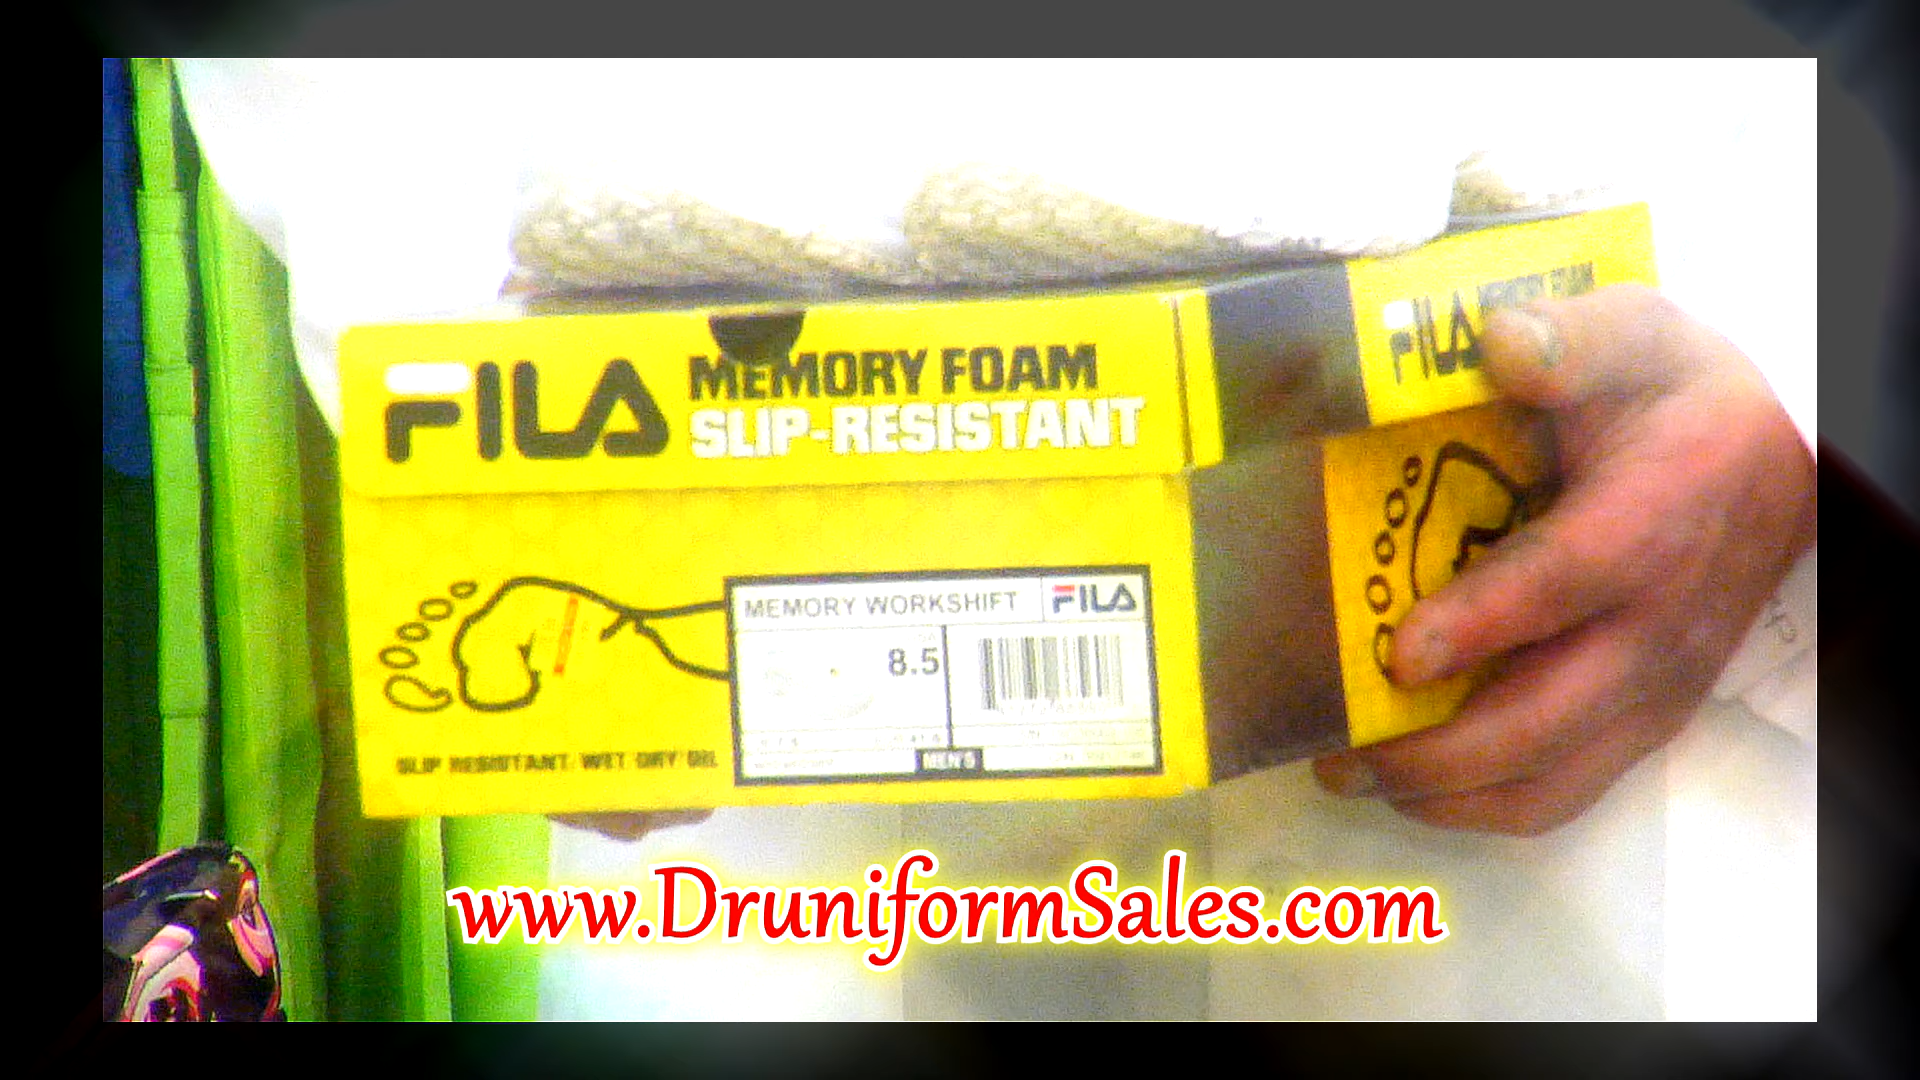 FILA MEMORY FOAM
SLIP-RESISTANT
FILA
MEMORY WORKSHIFT FILA
8.5
SLIP RESISTANT/WET/DRY/OIL
MEN'S
www.DruniformSales.com